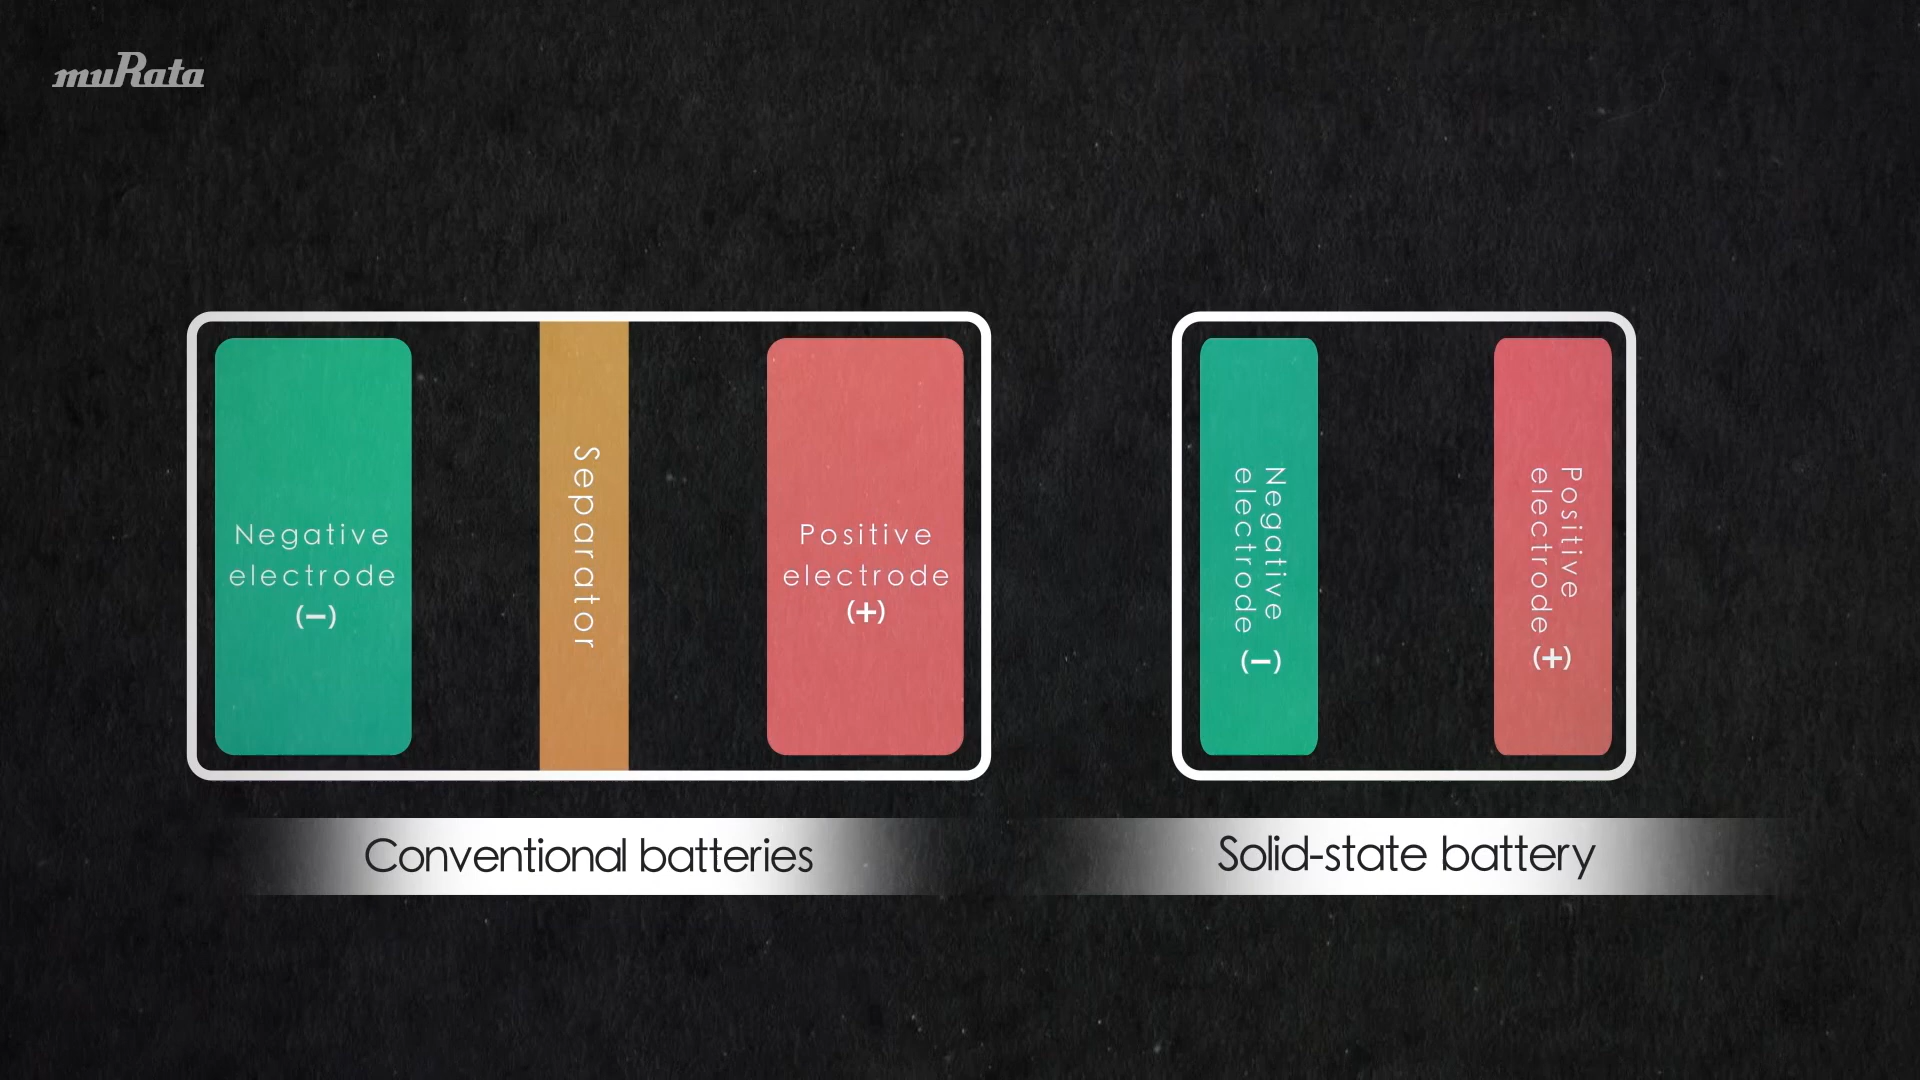 muRata
Negative
electrode
(−)
Separator
Positive
electrode
(+)
Negative
electrode (−)
Positive
electrode (+)
Conventional batteries
Solid-state battery